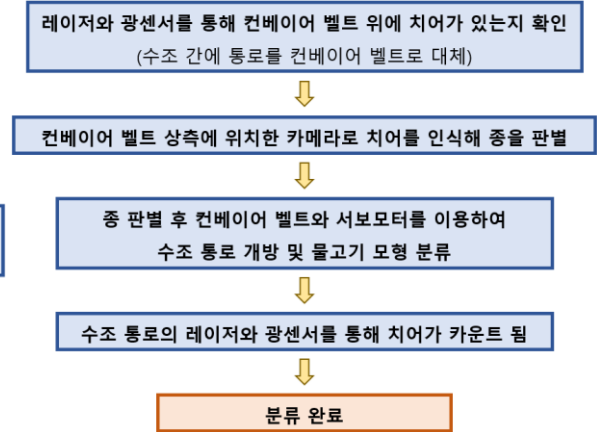 레이저와 광센서를 통해 컨베이어 벨트 위에 치어가 있는지 확인
(수조 간에 통로를 컨베이어 벨트로 대체)
컨베이어 벨트 상측에 위치한 카메라로 치어를 인식해 종을 판별
종 판별 후 컨베이어 벨트와 서보모터를 이용하여
수조 통로 개방 및 물고기 모형 분류
수조 통로의 레이저와 광센서를 통해 치어가 카운트 됨
분류 완료